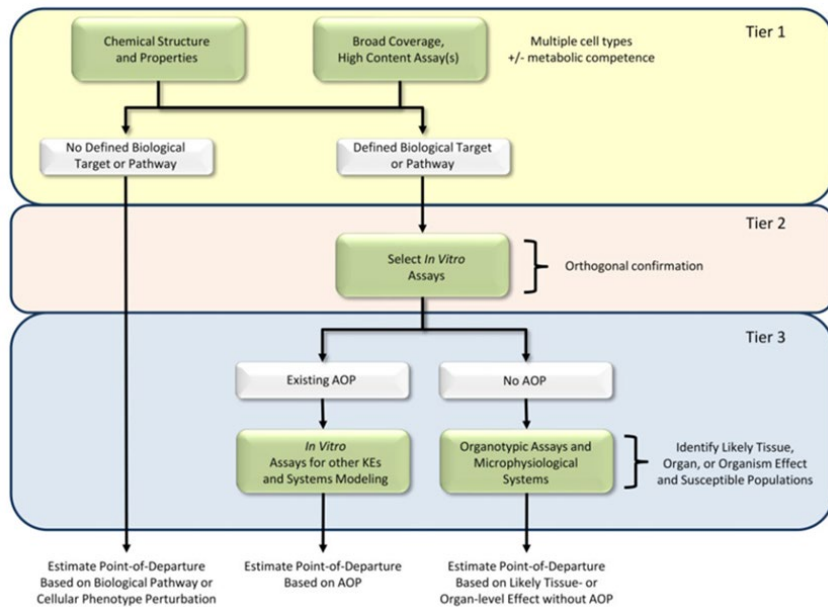 Tier 1
Chemical Structure
and Properties
Broad Coverage,
High Content Assay(s)
Multiple cell types
+/- metabolic competence
No Defined Biological
Target or Pathway
Defined Biological Target
or Pathway
Tier 2
Select In Vitro
Assays
Orthogonal confirmation
Tier 3
Existing AOP
No AOP
In Vitro
Assays for other KEs
and Systems Modeling
Organotypic Assays and
Microphysiological
Systems
Identify Likely Tissue,
Organ, or Organism Effect
and Susceptible Populations
Estimate Point-of-Departure
Based on Biological Pathway or
Cellular Phenotype Perturbation
Estimate Point-of-Departure
Based on AOP
Estimate Point-of-Departure
Based on Likely Tissue- or
Organ-level Effect without AOP